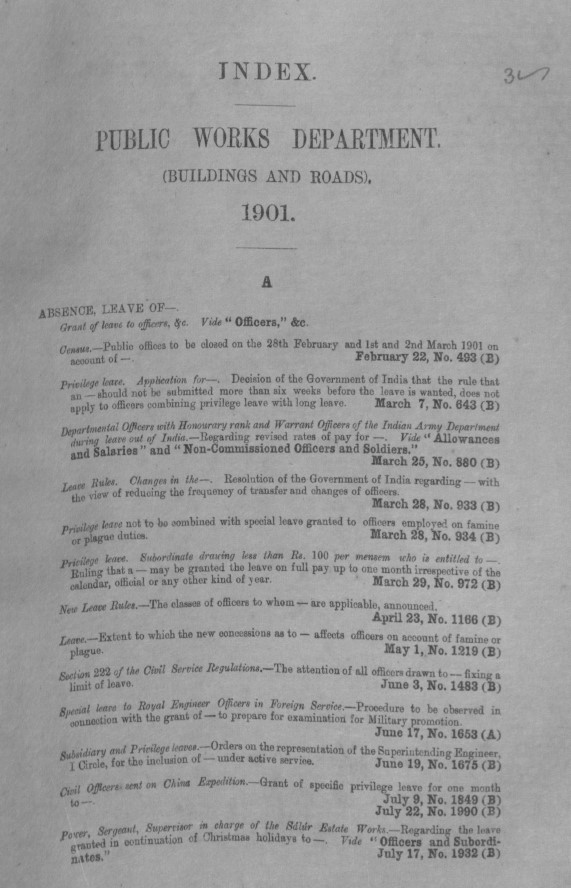 INDEX.
PUBLIC WORKS DEPARTMENT.
(BUILDINGS AND ROADS),
1901.
A
ABSENCE, LEAVE OF—.
Grant of leave to officers, &c. Vide "Officers," &c.
Census.—Public offices to be closed on the 28th February and 1st and 2nd March 1901 on
account of —. February 22, No. 493 (B)
Privilege leave. Application for—. Decision of the Government of India that the rule that
an — should not be submitted more than six weeks before the leave is wanted, does not
apply to officers combining privilege leave with long leave. March 7, No. 643 (B)
Departmental Officers with Honourary rank and Warrant Officers of the Indian Army Department
during leave out of India.—Regarding revised rates of pay for —. Vide "Allowances
and Salaries" and "Non-Commissioned Officers and Soldiers."
March 25, No. 880 (B)
Leave Rules. Changes in the—. Resolution of the Government of India regarding — with
the view of reducing the frequency of transfer and changes of officers.
March 28, No. 933 (B)
Privilege leave not to be combined with special leave granted to officers employed on famine
or plague duties. March 28, No. 934 (B)
Privilege leave. Subordinate drawing less than Rs. 100 per mensem who is entitled to —.
Ruling that a — may be granted the leave on full pay up to one month irrespective of the
calendar, official or any other kind of year. March 29, No. 972 (B)
New Leave Rules.—The classes of officers to whom — are applicable, announced.
April 23, No. 1166 (B)
Leave.—Extent to which the new concessions as to — affects officers on account of famine or
plague. May 1, No. 1219 (B)
Section 222 of the Civil Service Regulations.—The attention of all officers drawn to — fixing a
limit of leave. June 3, No. 1483 (B)
Special leave to Royal Engineer Officers in Foreign Service.—Procedure to be observed in
connection with the grant of — to prepare for examination for Military promotion.
June 17, No. 1653 (A)
Subsidiary and Privilege leaves.—Orders on the representation of the Superintending Engineer,
I Circle, for the inclusion of — under active service. June 19, No. 1675 (B)
Civil Officers sent on China Expedition.—Grant of specific privilege leave for one month
to —. July 9, No. 1849 (B)
July 22, No. 1990 (B)
Power, Sergeant, Supervisor in charge of the Sálár Estate Works.—Regarding the leave
granted in continuation of Christmas holidays to —. Vide "Officers and Subordi-
nates." July 17, No. 1932 (B)